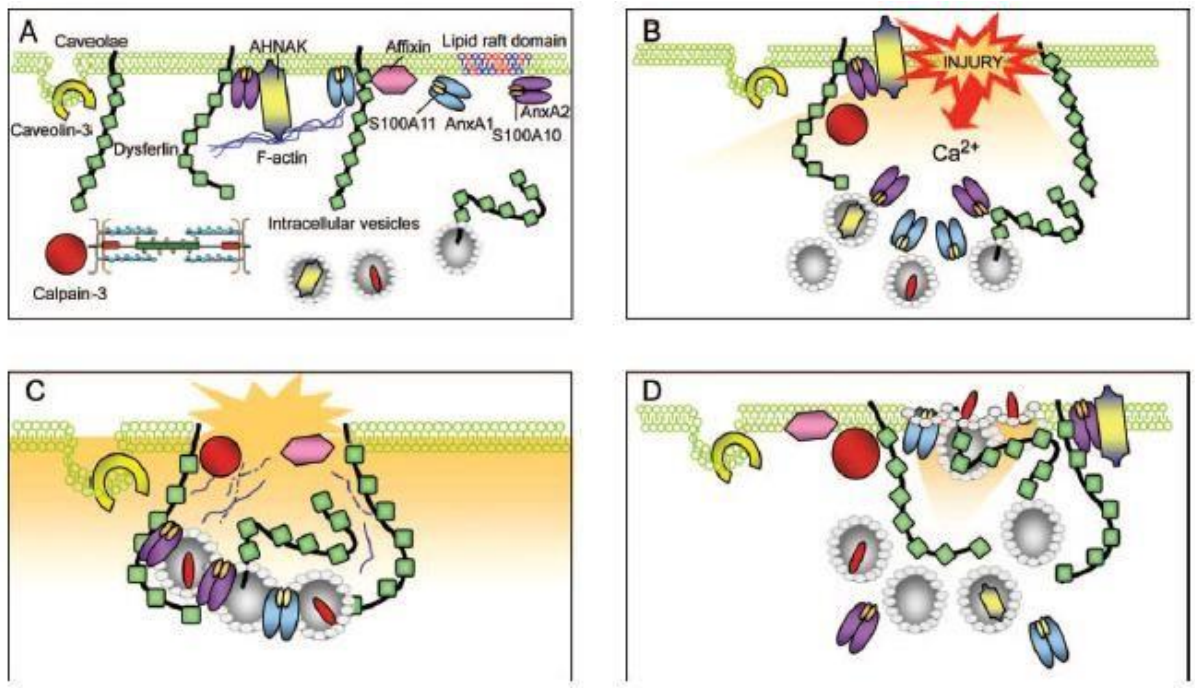 A
Caveolae
AHNAK
Affixin
Lipid raft domain
Caveolin-3
Dysferlin
F-actin
S100A11
AnxA1
AnxA2
S100A10
Intracellular vesicles
Calpain-3
B
INJURY
Ca2+
C
D